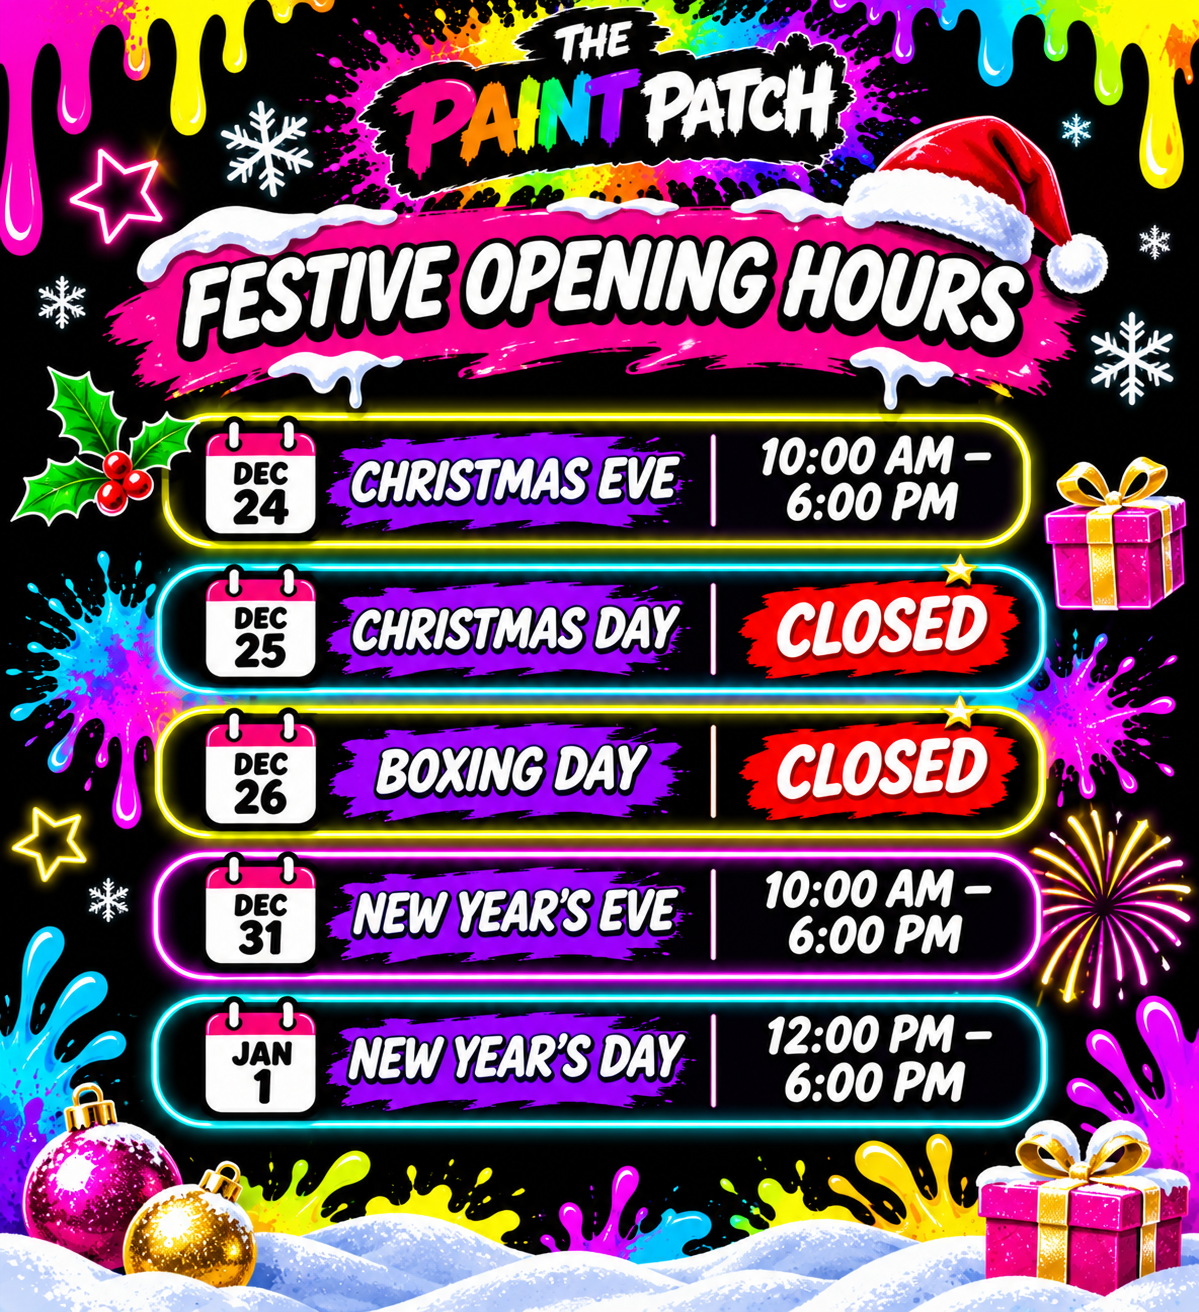 THE
PAINT PATCH
FESTIVE OPENING HOURS
DEC
24
CHRISTMAS EVE
10:00 AM –
6:00 PM
DEC
25
CHRISTMAS DAY
CLOSED
DEC
26
BOXING DAY
CLOSED
DEC
31
NEW YEAR'S EVE
10:00 AM –
6:00 PM
JAN
1
NEW YEAR'S DAY
12:00 PM –
6:00 PM